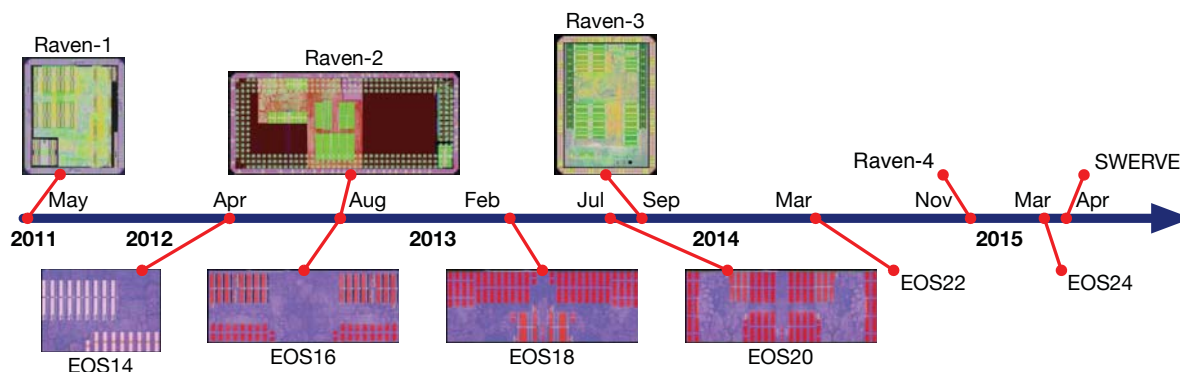 Raven-1
Raven-2
Raven-3
Raven-4
SWERVE
May
Apr
Aug
Feb
Jul
Sep
Mar
Nov
Mar
Apr
2011
2012
2013
2014
2015
EOS14
EOS16
EOS18
EOS20
EOS22
EOS24